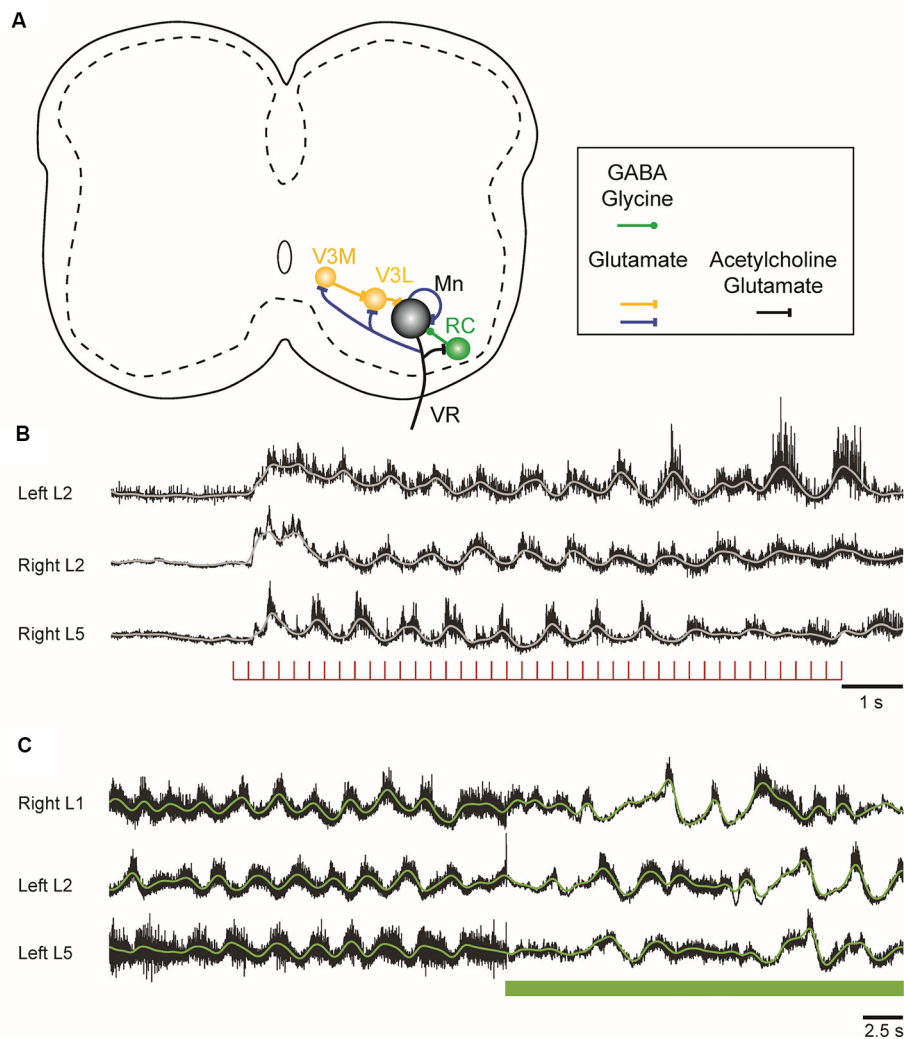 A
V3M
V3L
Mn
RC
VR
GABA
Glycine
Glutamate
Acetylcholine
Glutamate
B
Left L2
Right L2
Right L5
1 s
C
Right L1
Left L2
Left L5
2.5 s